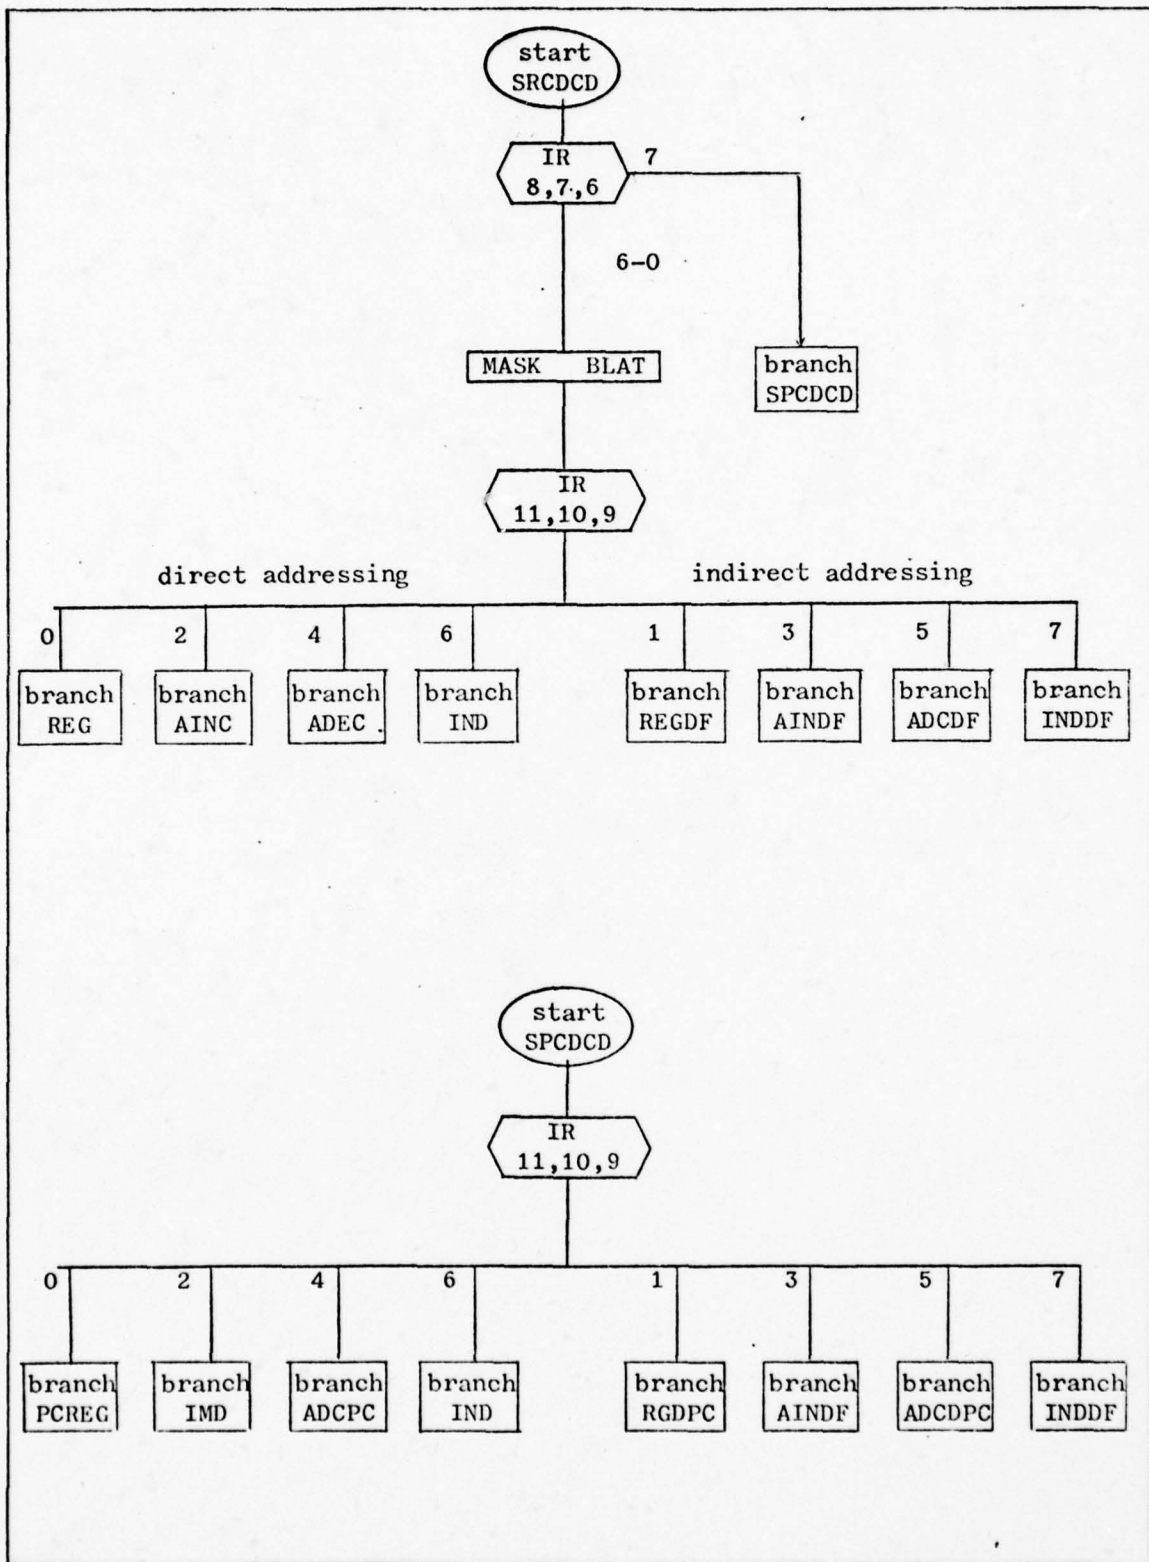 start
SRCDCD
IR
8,7,6
7
6-0
MASK BLAT
branch
SPCDCD
IR
11,10,9
direct addressing
indirect addressing
0 2 4 6 1 3 5 7
branch
REG
branch
AINC
branch
ADEC
branch
IND
branch
REGDF
branch
AINDF
branch
ADCDF
branch
INDDF
start
SPCDCD
IR
11,10,9
0 2 4 6 1 3 5 7
branch
PCREG
branch
IMD
branch
ADCPC
branch
IND
branch
RGDPC
branch
AINDF
branch
ADCDPC
branch
INDDF